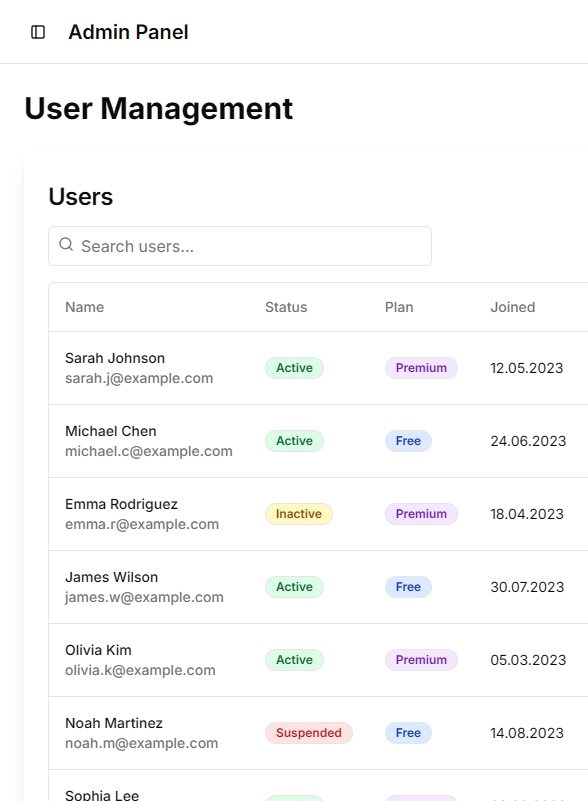 Admin Panel
User Management
Users
Search users...
Name Status Plan Joined
Sarah Johnson
sarah.j@example.com
Active Premium 12.05.2023
Michael Chen
michael.c@example.com
Active Free 24.06.2023
Emma Rodriguez
emma.r@example.com
Inactive Premium 18.04.2023
James Wilson
james.w@example.com
Active Free 30.07.2023
Olivia Kim
olivia.k@example.com
Active Premium 05.03.2023
Noah Martinez
noah.m@example.com
Suspended Free 14.08.2023
Sophia Lee